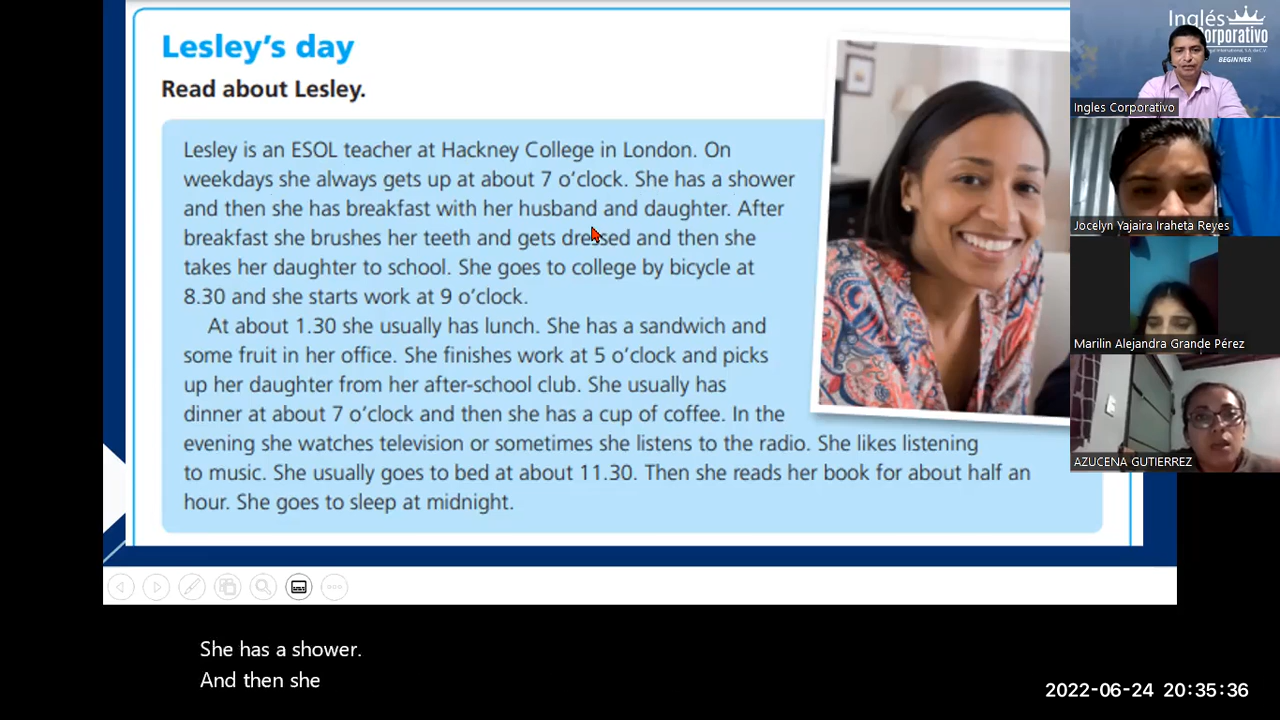 Lesley's day
Read about Lesley.
Lesley is an ESOL teacher at Hackney College in London. On
weekdays she always gets up at about 7 o'clock. She has a shower
and then she has breakfast with her husband and daughter. After
breakfast she brushes her teeth and gets dressed and then she
takes her daughter to school. She goes to college by bicycle at
8.30 and she starts work at 9 o'clock.
At about 1.30 she usually has lunch. She has a sandwich and
some fruit in her office. She finishes work at 5 o'clock and picks
up her daughter from her after-school club. She usually has
dinner at about 7 o'clock and then she has a cup of coffee. In the
evening she watches television or sometimes she listens to the radio. She likes listening
to music. She usually goes to bed at about 11.30. Then she reads her book for about half an
hour. She goes to sleep at midnight.
Inglés
Corporativo
BEGINNER
Ingles Corporativo
Jocelyn Yajaira Iraheta Reyes
Marilin Alejandra Grande Pérez
AZUCENA GUTIERREZ
She has a shower.
And then she
2022-06-24 20:35:36